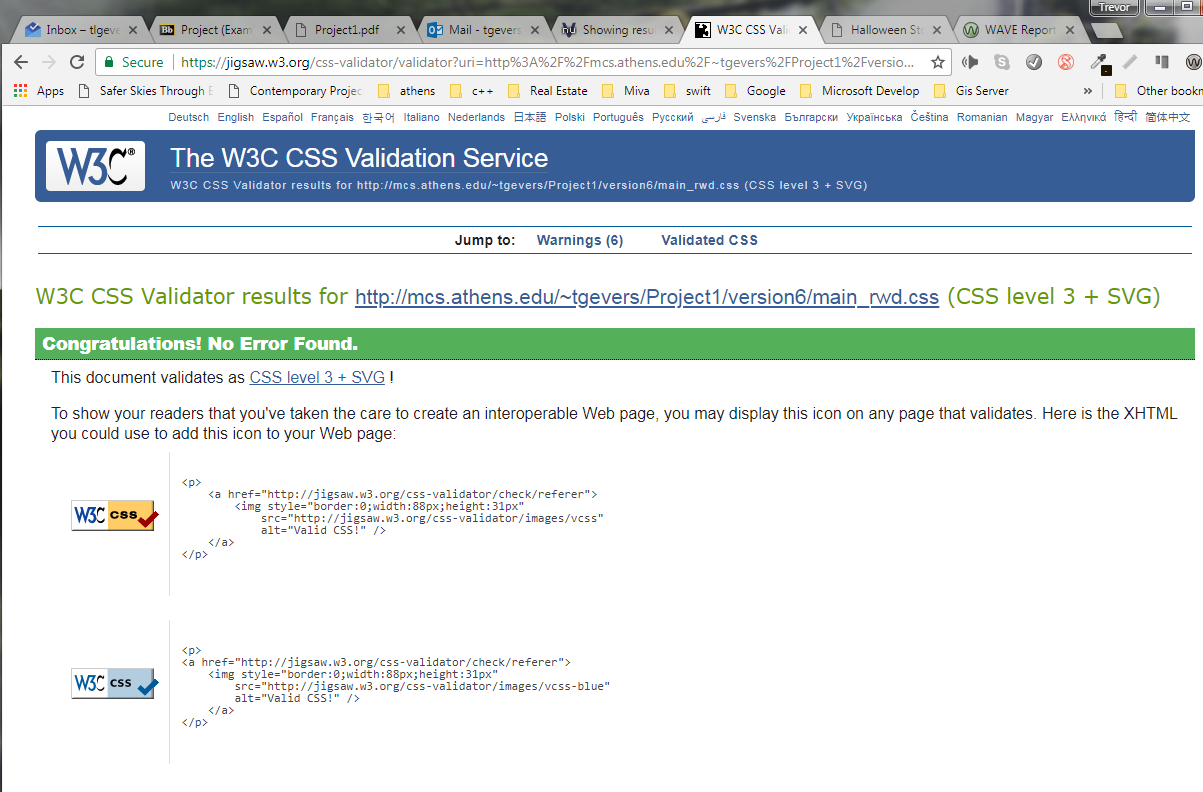 Trevor
Inbox – tlgeve
Project (Exam
Project1.pdf
Mail - tgevers
Showing resu
W3C CSS Vali
Halloween St
WAVE Report
Secure
https://jigsaw.w3.org/css-validator/validator?uri=http%3A%2F%2Fmcs.athens.edu%2F~tgevers%2FProject1%2Fversio...
Apps Safer Skies Through E Contemporary Projec athens c++ Real Estate Miva swift Google Microsoft Develop Gis Server » Other bookn
Deutsch English Español Français 한국어 Italiano Nederlands 日本語 Polski Português Русский فارسی Svenska Български Українська Čeština Romanian Magyar Ελληνικά हिन्दी 简体中文
W3C®
The W3C CSS Validation Service
W3C CSS Validator results for http://mcs.athens.edu/~tgevers/Project1/version6/main_rwd.css (CSS level 3 + SVG)
Jump to: Warnings (6) Validated CSS
W3C CSS Validator results for http://mcs.athens.edu/~tgevers/Project1/version6/main_rwd.css (CSS level 3 + SVG)
Congratulations! No Error Found.
This document validates as CSS level 3 + SVG !
To show your readers that you've taken the care to create an interoperable Web page, you may display this icon on any page that validates. Here is the XHTML
you could use to add this icon to your Web page:
W3C css
<p>
<a href="http://jigsaw.w3.org/css-validator/check/referer">
<img style="border:0;width:88px;height:31px"
src="http://jigsaw.w3.org/css-validator/images/vcss"
alt="Valid CSS!" />
</a>
</p>
W3C css
<p>
<a href="http://jigsaw.w3.org/css-validator/check/referer">
<img style="border:0;width:88px;height:31px"
src="http://jigsaw.w3.org/css-validator/images/vcss-blue"
alt="Valid CSS!" />
</a>
</p>